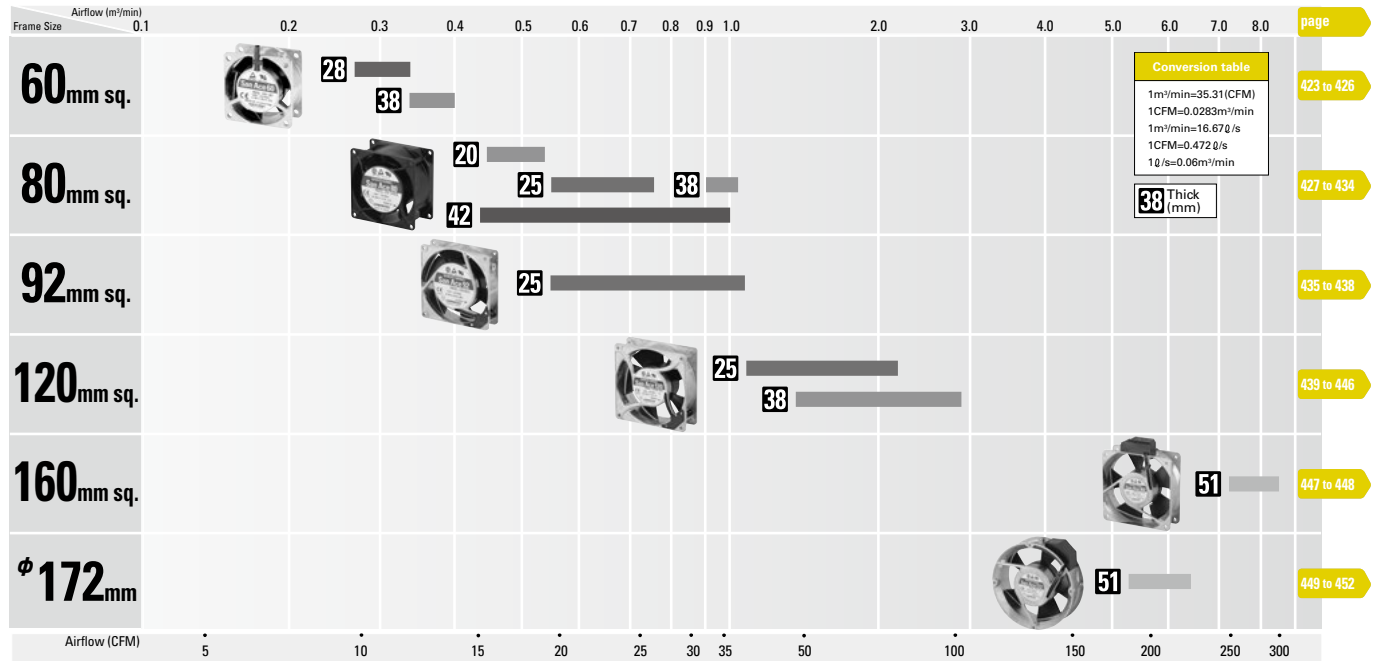 Airflow (m³/min)
Frame Size
0.1 0.2 0.3 0.4 0.5 0.6 0.7 0.8 0.9 1.0 2.0 3.0 4.0 5.0 6.0 7.0 8.0
page
60mm sq.
28
38
Conversion table
1m³/min=35.31(CFM)
1CFM=0.0283m³/min
1m³/min=16.67ℓ/s
1CFM=0.472ℓ/s
1ℓ/s=0.06m³/min
423 to 426
80mm sq.
20
25
38
42
38 Thick
(mm)
427 to 434
92mm sq.
25
435 to 438
120mm sq.
25
38
439 to 446
160mm sq.
51
447 to 448
φ172mm
51
449 to 452
Airflow (CFM)
5 10 15 20 25 30 35 50 100 150 200 250 300